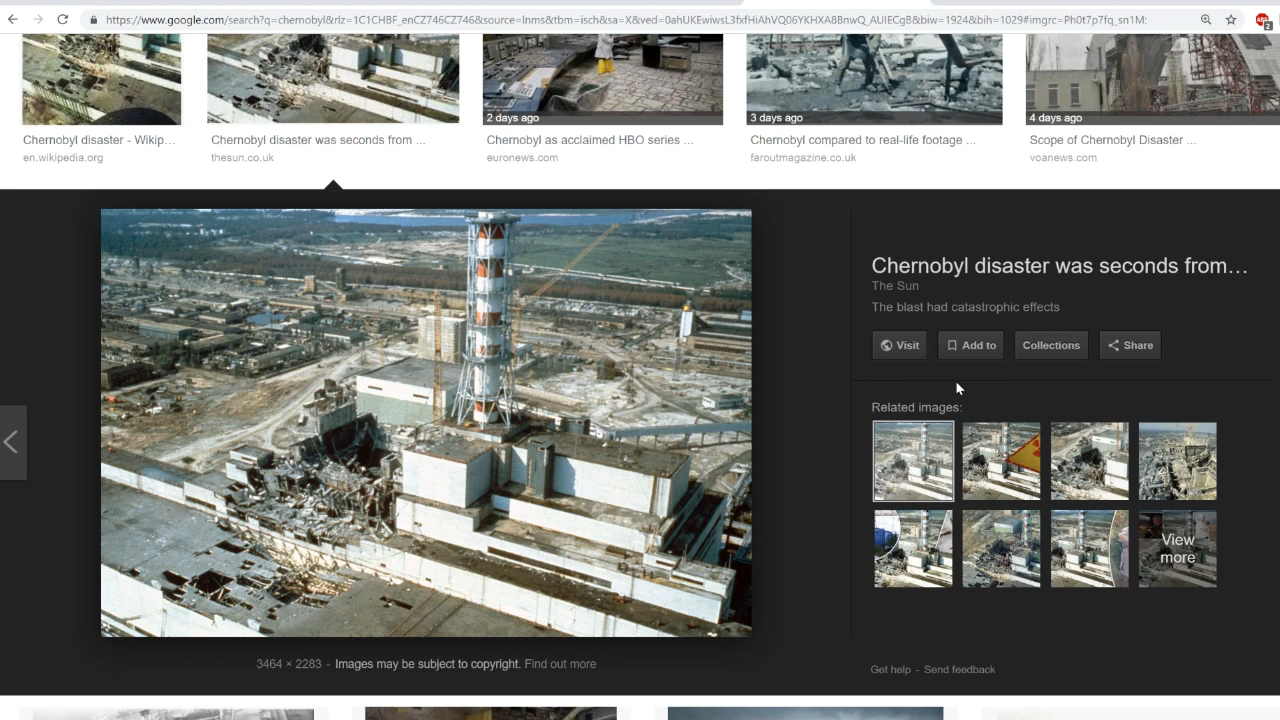 https://www.google.com/search?q=chernobyl&rlz=1C1CHBF_enCZ746CZ746&source=lnms&tbm=isch&sa=X&ved=0ahUKEwiwsL3fxfHiAhVQ06YKHXA8BnwQ_AUIECgB&biw=1924&bih=1029#imgrc=Ph0t7p7fq_sn1M:
ABP
2
2 days ago
3 days ago
4 days ago
Chernobyl disaster - Wikip...
Chernobyl disaster was seconds from ...
Chernobyl as acclaimed HBO series ...
Chernobyl compared to real-life footage ...
Scope of Chernobyl Disaster ...
en.wikipedia.org
thesun.co.uk
euronews.com
faroutmagazine.co.uk
voanews.com
Chernobyl disaster was seconds from...
The Sun
The blast had catastrophic effects
Visit
Add to
Collections
Share
Related images:
View
more
3464 × 2283 - Images may be subject to copyright. Find out more
Get help - Send feedback